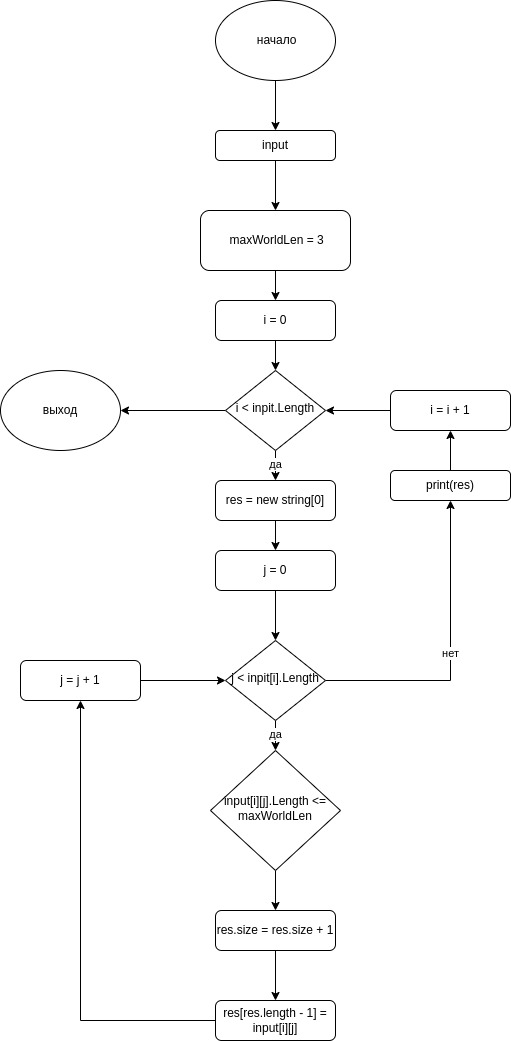 начало
input
maxWorldLen = 3
i = 0
i < inpit.Length
выход
i = i + 1
да
print(res)
res = new string[0]
j = 0
нет
j < inpit[i].Length
j = j + 1
да
input[i][j].Length <=
maxWorldLen
res.size = res.size + 1
res[res.length - 1] =
input[i][j]